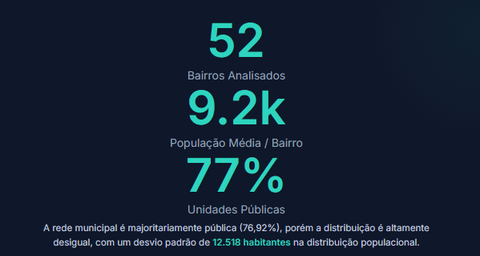 52
Bairros Analisados
9.2k
População Média / Bairro
77%
Unidades Públicas
A rede municipal é majoritariamente pública (76,92%), porém a distribuição é altamente
desigual, com um desvio padrão de 12.518 habitantes na distribuição populacional.